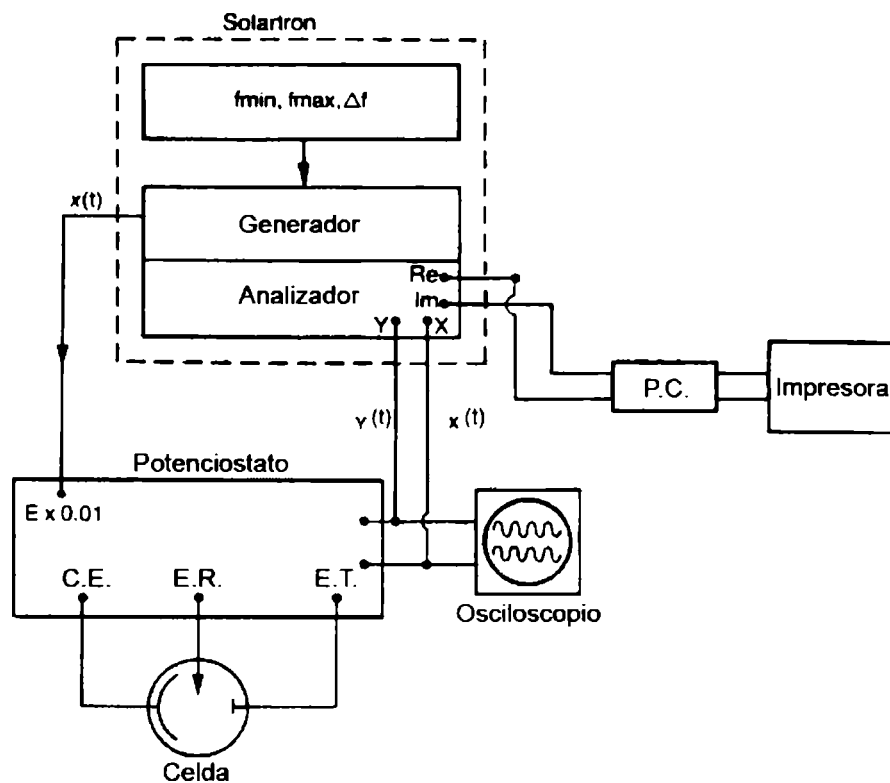 Solartron
fmin, fmax, Δf
x(t)
Generador
Analizador
Re
Im
Y X
P.C.
Impresora
Y(t) x(t)
Potenciostato
E x 0.01
C.E. E.R. E.T.
Osciloscopio
Celda